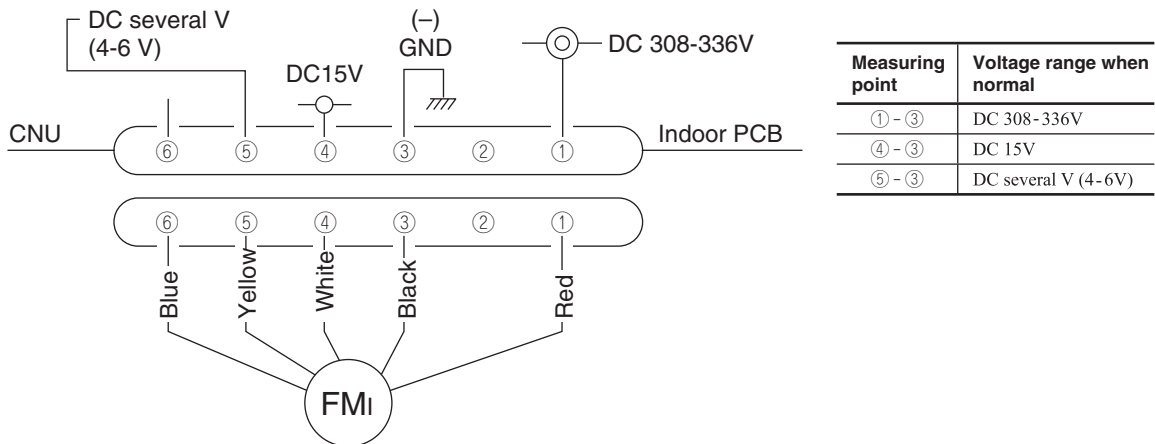 DC several V
(4-6 V)
(–)
GND
DC15V
DC 308-336V
CNU
Indoor PCB
⑥ ⑤ ④ ③ ② ①
⑥ ⑤ ④ ③ ② ①
Blue
Yellow
White
Black
Red
FMI
Measuring point Voltage range when normal
①-③ DC 308-336V
④-③ DC 15V
⑤-③ DC several V (4-6V)